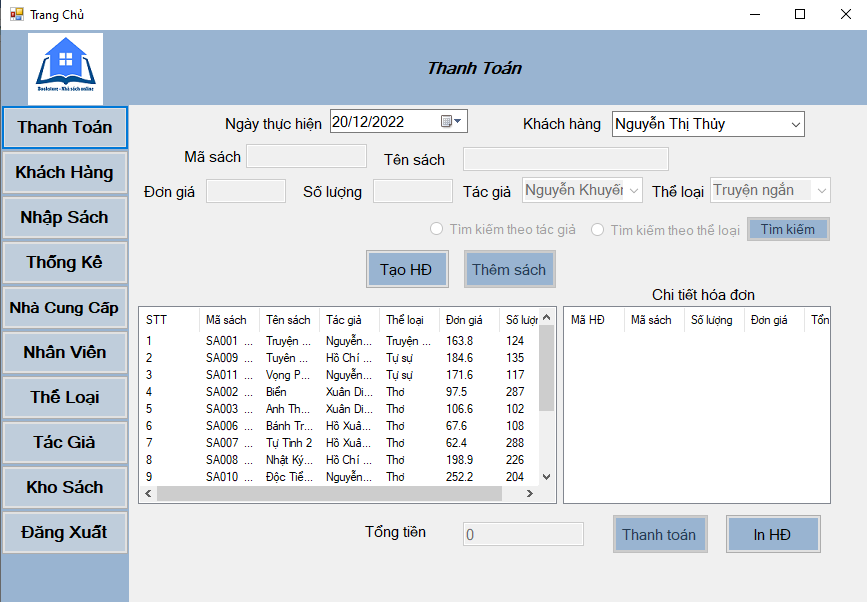 Trang Chủ
Bookstore - Nhà sách online
Thanh Toán
Thanh Toán
Khách Hàng
Nhập Sách
Thống Kê
Nhà Cung Cấp
Nhân Viên
Thể Loại
Tác Giả
Kho Sách
Đăng Xuất
Ngày thực hiện 20/12/2022 Khách hàng Nguyễn Thị Thủy
Mã sách Tên sách
Đơn giá Số lượng Tác giả Nguyễn Khuyến Thể loại Truyện ngắn
Tìm kiếm theo tác giả Tìm kiếm theo thể loại Tìm kiếm
Tạo HĐ Thêm sách
Chi tiết hóa đơn
STT Mã sách Tên sách Tác giả Thể loại Đơn giá Số lượn
1 SA001 ... Truyện ... Nguyễn... Truyện ... 163.8 124
2 SA009 ... Tuyên ... Hồ Chí ... Tự sự 184.6 135
3 SA011 ... Vọng P... Nguyễn... Tự sự 171.6 117
4 SA002 ... Biển Xuân Di... Thơ 97.5 287
5 SA003 ... Anh Th... Xuân Di... Thơ 106.6 102
6 SA006 ... Bánh Tr... Hồ Xuâ... Thơ 67.6 108
7 SA007 ... Tự Tình 2 Hồ Xuâ... Thơ 62.4 288
8 SA008 ... Nhật Ký... Hồ Chí ... Thơ 198.9 226
9 SA010 ... Độc Tiể... Nguyễn... Thơ 252.2 204
Mã HĐ Mã sách Số lượng Đơn giá Tổn
Tổng tiền 0 Thanh toán In HĐ